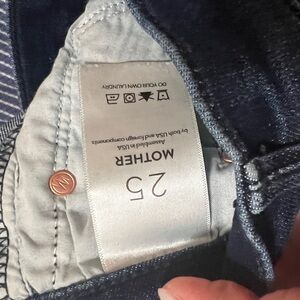 25
MOTHER
Assembled in USA
by both USA and foreign components
DO YOUR OWN LAUNDRY